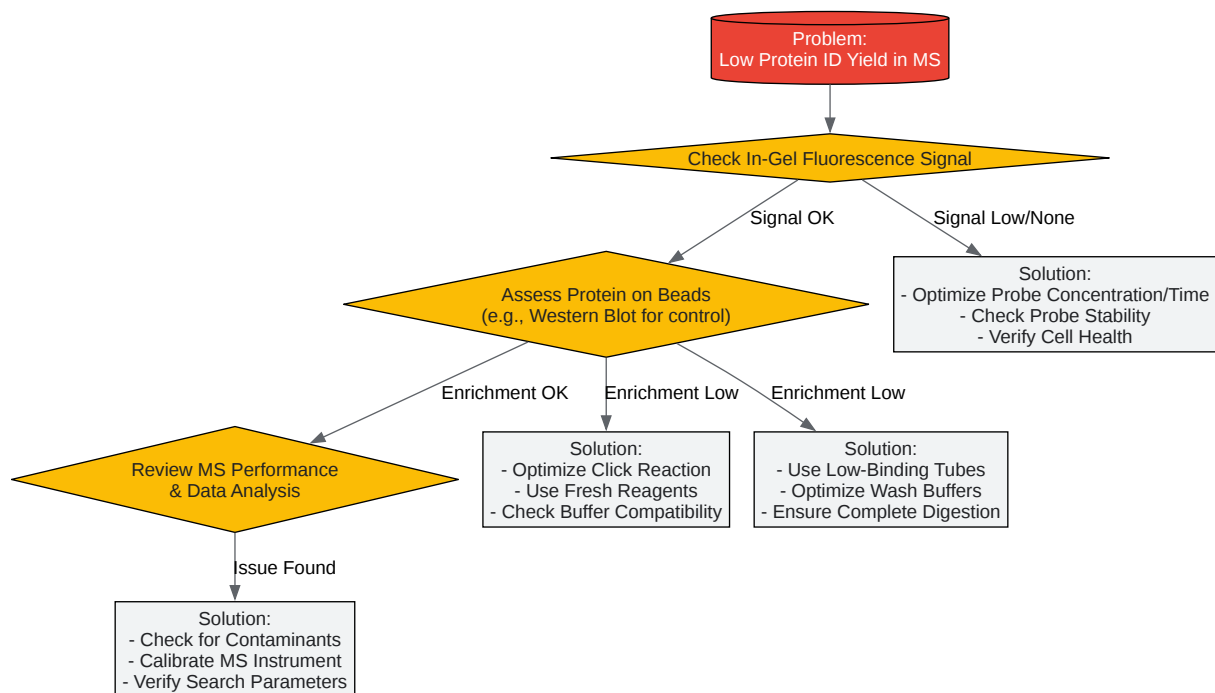 Problem:
Low Protein ID Yield in MS
Check In-Gel Fluorescence Signal
Signal OK
Signal Low/None
Solution:
- Optimize Probe Concentration/Time
- Check Probe Stability
- Verify Cell Health
Assess Protein on Beads
(e.g., Western Blot for control)
Enrichment OK
Enrichment Low
Enrichment Low
Review MS Performance
& Data Analysis
Solution:
- Optimize Click Reaction
- Use Fresh Reagents
- Check Buffer Compatibility
Solution:
- Use Low-Binding Tubes
- Optimize Wash Buffers
- Ensure Complete Digestion
Issue Found
Solution:
- Check for Contaminants
- Calibrate MS Instrument
- Verify Search Parameters